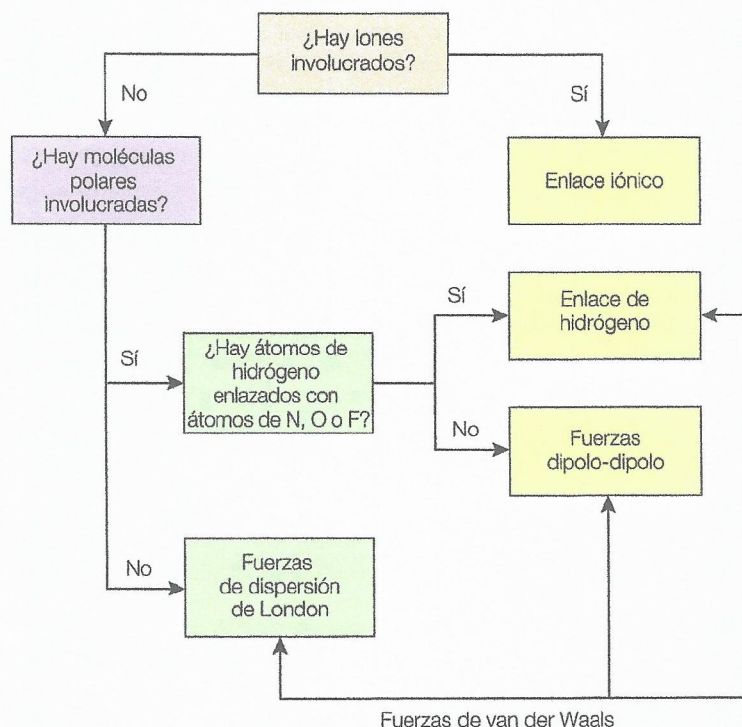 ¿Hay Iones
involucrados?
No
Sí
¿Hay moléculas
polares
involucradas?
Enlace iónico
Sí
Enlace de
hidrógeno
Sí
¿Hay átomos de
hidrógeno
enlazados con
átomos de N, O o F?
No
Fuerzas
dipolo-dipolo
No
Fuerzas
de dispersión
de London
Fuerzas de van der Waals